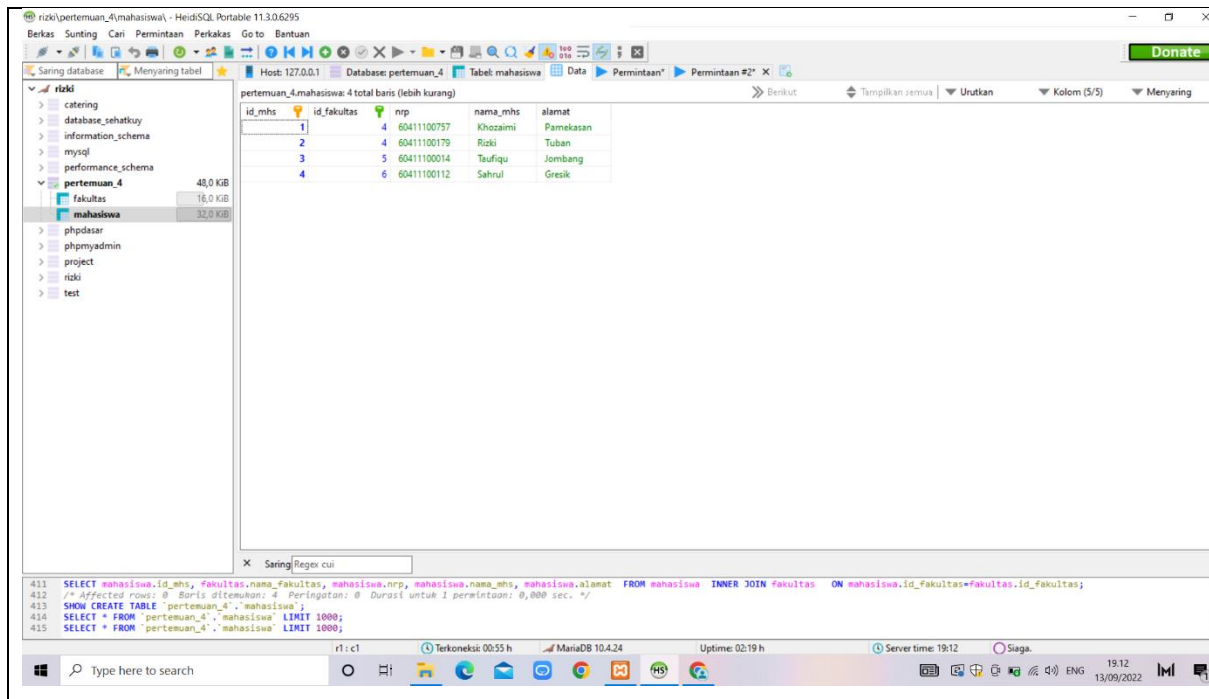 rizki\pertemuan_4\mahasiswa\ - HeidiSQL Portable 11.3.0.6295
Berkas Sunting Cari Permintaan Perkakas Go to Bantuan
Donate
Saring database Menyaring tabel Host: 127.0.0.1 Database: pertemuan_4 Tabel: mahasiswa Data Permintaan* Permintaan #2*
pertemuan_4.mahasiswa: 4 total baris (lebih kurang) Berikut Tampilkan semua Urutkan Kolom (5/5) Menyaring
rizki
catering
database_sehatkuy
information_schema
mysql
performance_schema
pertemuan_4 48,0 KiB
fakultas 16,0 KiB
mahasiswa 32,0 KiB
phpdasar
phpmyadmin
project
rizki
test
id_mhs id_fakultas nrp nama_mhs alamat
1 4 60411100757 Khozaimi Pamekasan
2 4 60411100179 Rizki Tuban
3 5 60411100014 Taufiqu Jombang
4 6 60411100112 Sahrul Gresik
Saring Regex cui
411 SELECT mahasiswa.id_mhs, fakultas.nama_fakultas, mahasiswa.nrp, mahasiswa.nama_mhs, mahasiswa.alamat FROM mahasiswa INNER JOIN fakultas ON mahasiswa.id_fakultas=fakultas.id_fakultas;
412 /* Affected rows: 0 Baris ditemukan: 4 Peringatan: 0 Durasi untuk 1 permintaan: 0,000 sec. */
413 SHOW CREATE TABLE `pertemuan_4`.`mahasiswa`;
414 SELECT * FROM `pertemuan_4`.`mahasiswa` LIMIT 1000;
415 SELECT * FROM `pertemuan_4`.`mahasiswa` LIMIT 1000;
r1 : c1 Terkoneksi: 00:55 h MariaDB 10.4.24 Uptime: 02:19 h Server time: 19:12 Siaga.
Type here to search
ENG
19.12
13/09/2022